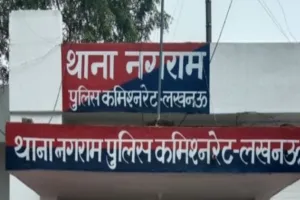 थाना नगराम
पुलिस कमिश्नरेट-लखनऊ
थाना नगराम पुलिस कमिश्नरेट-लखनऊ